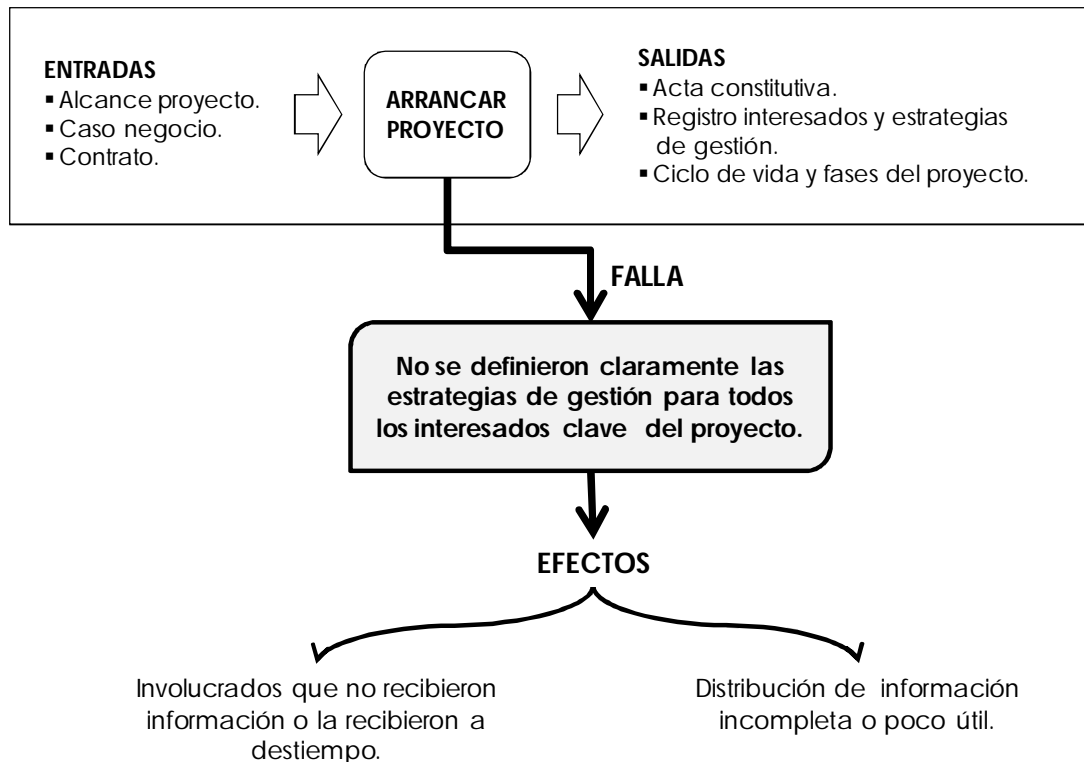 ENTRADAS
▪ Alcance proyecto.
▪ Caso negocio.
▪ Contrato.
ARRANCAR
PROYECTO
SALIDAS
▪ Acta constitutiva.
▪ Registro interesados y estrategias
de gestión.
▪ Ciclo de vida y fases del proyecto.
FALLA
No se definieron claramente las
estrategias de gestión para todos
los interesados clave del proyecto.
EFECTOS
Involucrados que no recibieron
información o la recibieron a
destiempo.
Distribución de información
incompleta o poco útil.